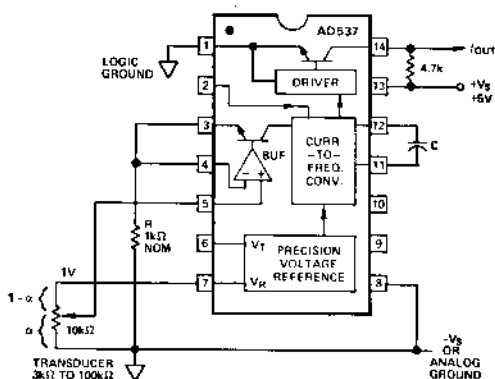 AD537
1
14
fOUT
LOGIC GROUND
DRIVER
4.7k
2
13
+VS
+5V
3
12
CURR
-TO-
FREQ.
CONV.
C
BUF
4
11
- +
5
10
R
1kΩ
NOM
6
VT
PRECISION
VOLTAGE
REFERENCE
9
1V
7
VR
8
1-α
α
10kΩ
TRANSDUCER
3kΩ TO 100kΩ
-VS
OR
ANALOG
GROUND